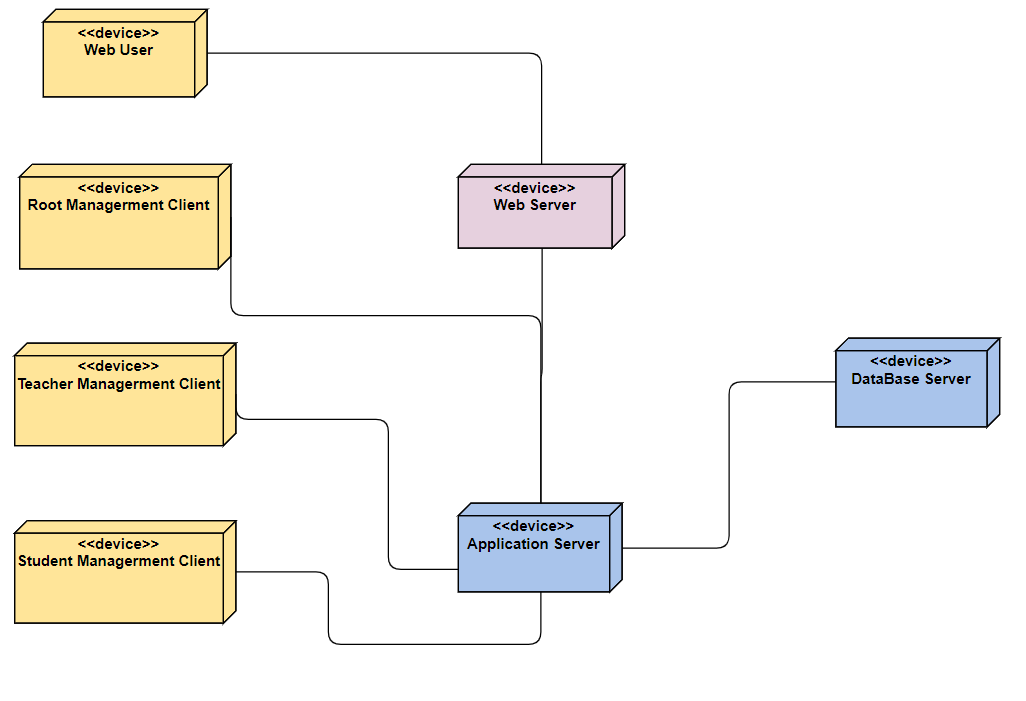 <<device>>
Web User
<<device>>
Root Managerment Client
<<device>>
Web Server
<<device>>
Teacher Managerment Client
<<device>>
DataBase Server
<<device>>
Student Managerment Client
<<device>>
Application Server